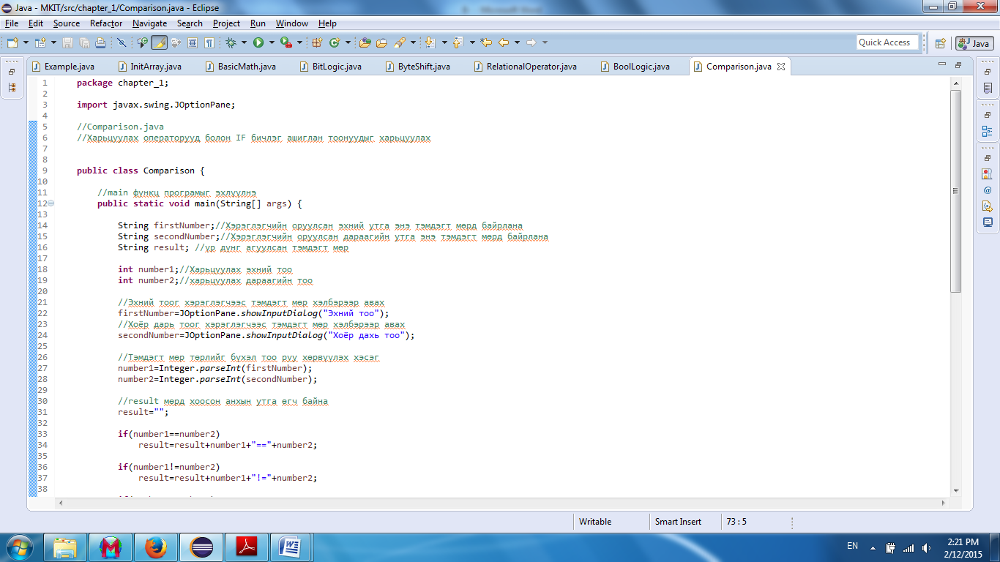 Java - MKIT/src/chapter_1/Comparison.java - Eclipse
File Edit Source Refactor Navigate Search Project Run Window Help
Quick Access
Java
Example.java InitArray.java BasicMath.java BitLogic.java ByteShift.java RelationalOperator.java BoolLogic.java Comparison.java
1 package chapter_1;
2
3 import javax.swing.JOptionPane;
4
5 //Comparison.java
6 //Харьцуулах операторууд болон IF бичлэг ашиглан тоонуудыг харьцуулах
7
8
9 public class Comparison {
10
11 //main функц програмыг эхлүүлнэ
12 public static void main(String[] args) {
13
14 String firstNumber;//Хэрэглэгчийн оруулсан эхний утга энэ тэмдэгт мөрд байрлана
15 String secondNumber;//Хэрэглэгчийн оруулсан дараагийн утга энэ тэмдэгт мөрд байрлана
16 String result; //үр дүнг агуулсан тэмдэгт мөр
17
18 int number1;//Харьцуулах эхний тоо
19 int number2;//харьцуулах дараагийн тоо
20
21 //Эхний тоог хэрэглэгчээс тэмдэгт мөр хэлбэрээр авах
22 firstNumber=JOptionPane.showInputDialog("Эхний тоо");
23 //Хоёр дарь тоог хэрэглэгчээс тэмдэгт мөр хэлбэрээр авах
24 secondNumber=JOptionPane.showInputDialog("Хоёр дахь тоо");
25
26 //Тэмдэгт мөр төрлийг бүхэл тоо руу хөрвүүлэх хэсэг
27 number1=Integer.parseInt(firstNumber);
28 number2=Integer.parseInt(secondNumber);
29
30 //result мөрд хоосон анхын утга өгч байна
31 result="";
32
33 if(number1==number2)
34 result=result+number1+"=="+number2;
35
36 if(number1!=number2)
37 result=result+number1+"!="+number2;
38
Writable Smart Insert 73 : 5
EN 2:21 PM
2/12/2015